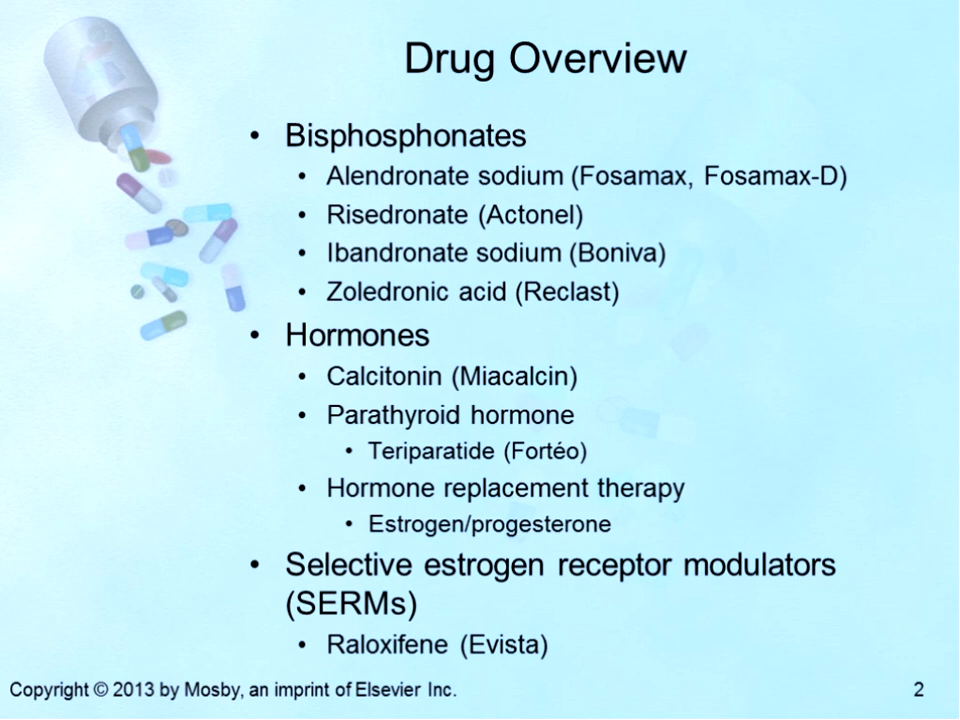 Drug Overview
• Bisphosphonates
• Alendronate sodium (Fosamax, Fosamax-D)
• Risedronate (Actonel)
• Ibandronate sodium (Boniva)
• Zoledronic acid (Reclast)
• Hormones
• Calcitonin (Miacalcin)
• Parathyroid hormone
• Teriparatide (Fortéo)
• Hormone replacement therapy
• Estrogen/progesterone
• Selective estrogen receptor modulators
(SERMs)
• Raloxifene (Evista)
Copyright © 2013 by Mosby, an imprint of Elsevier Inc.
2